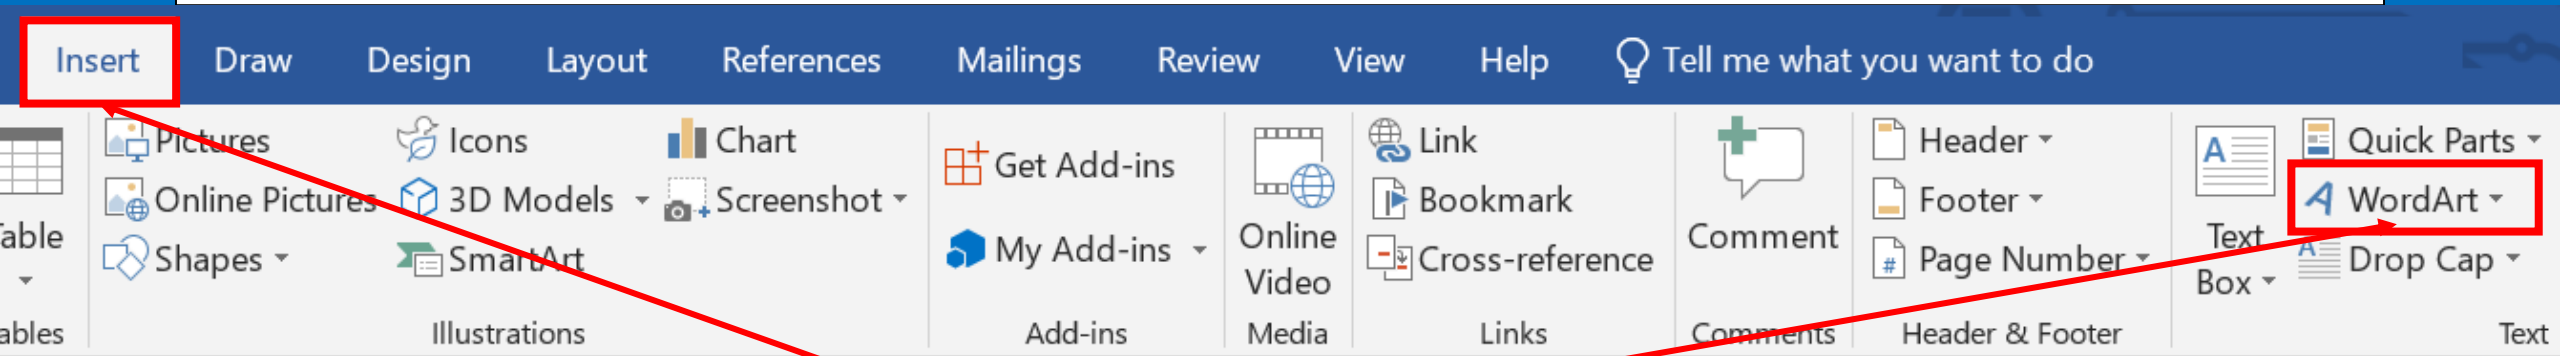 Insert Draw Design Layout References Mailings Review View Help Tell me what you want to do
Pictures Icons Chart Get Add-ins Link Header Quick Parts
Online Pictures 3D Models Screenshot Bookmark Footer WordArt
Shapes SmartArt My Add-ins Cross-reference Page Number Drop Cap
able Online Video Comment Text Box
ables Illustrations Add-ins Media Links Comments Header & Footer Text